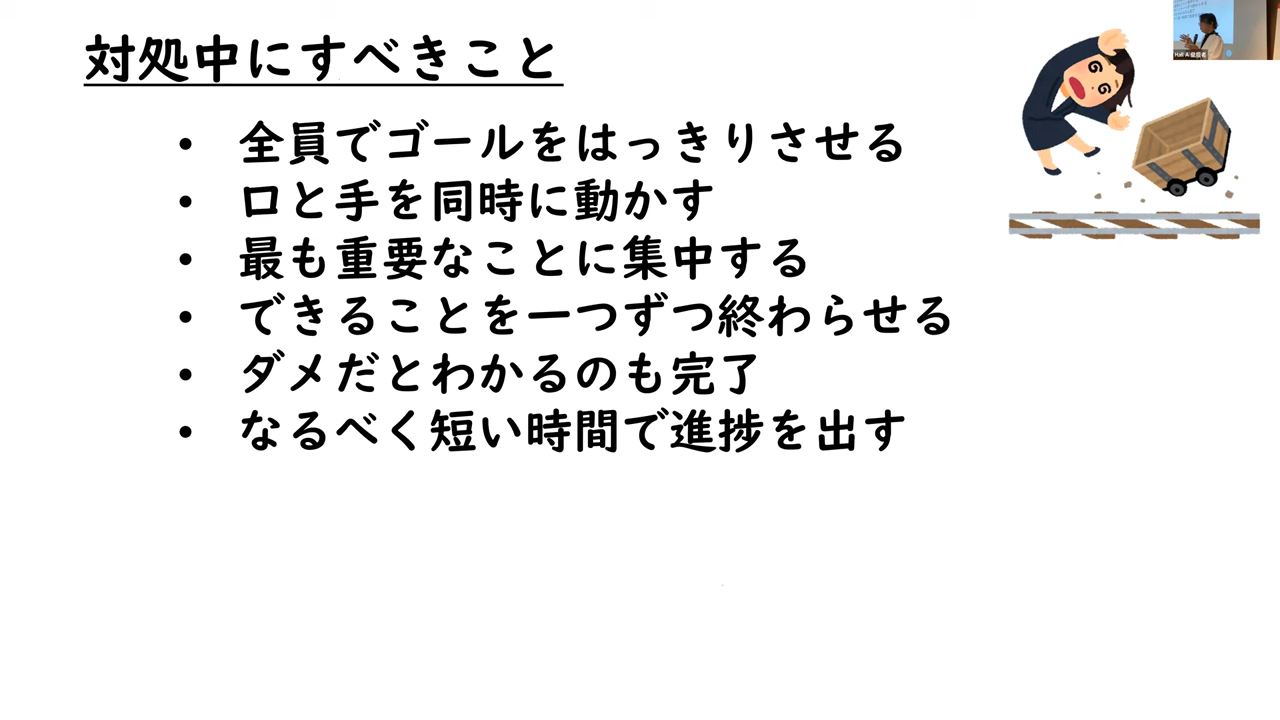 対処中にすべきこと
• 全員でゴールをはっきりさせる
• 口と手を同時に動かす
• 最も重要なことに集中する
• できることを一つずつ終わらせる
• ダメだとわかるのも完了
• なるべく短い時間で進捗を出す
Hall A 登壇者